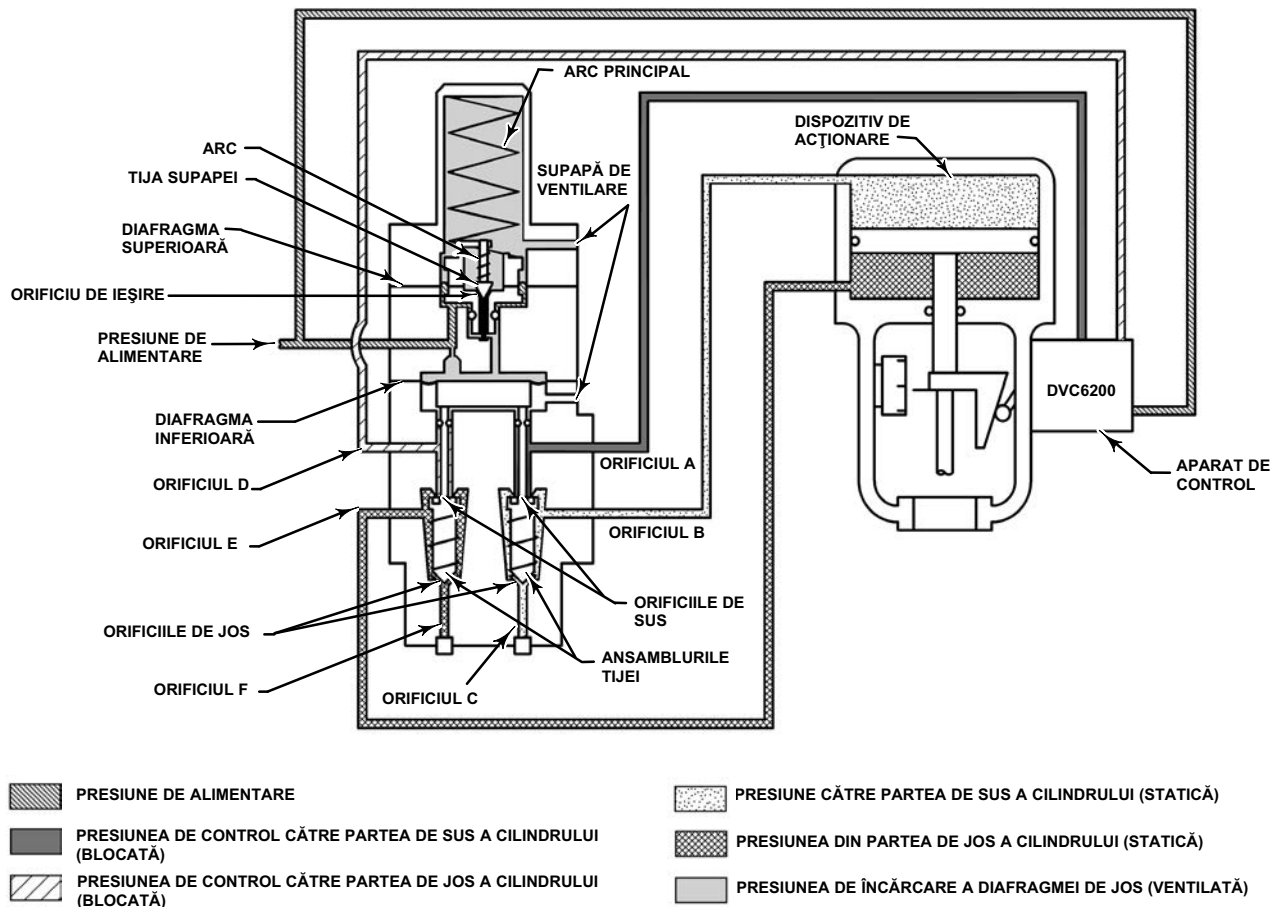 ARC PRINCIPAL
DISPOZITIV DE
ACŢIONARE
ARC
TIJA SUPAPEI
SUPAPĂ DE
VENTILARE
DIAFRAGMA
SUPERIOARĂ
ORIFICIU DE IEŞIRE
PRESIUNE DE
ALIMENTARE
DVC6200
DIAFRAGMA
INFERIOARĂ
ORIFICIUL A
APARAT DE
CONTROL
ORIFICIUL D
ORIFICIUL B
ORIFICIUL E
ORIFICIILE DE
SUS
ORIFICIILE DE JOS
ANSAMBLURILE
TIJEI
ORIFICIUL F
ORIFICIUL C
PRESIUNE DE ALIMENTARE
PRESIUNEA DE CONTROL CĂTRE PARTEA DE SUS A CILINDRULUI
(BLOCATĂ)
PRESIUNEA DE CONTROL CĂTRE PARTEA DE JOS A CILINDRULUI
(BLOCATĂ)
PRESIUNE CĂTRE PARTEA DE SUS A CILINDRULUI (STATICĂ)
PRESIUNEA DIN PARTEA DE JOS A CILINDRULUI (STATICĂ)
PRESIUNEA DE ÎNCĂRCARE A DIAFRAGMEI DE JOS (VENTILATĂ)